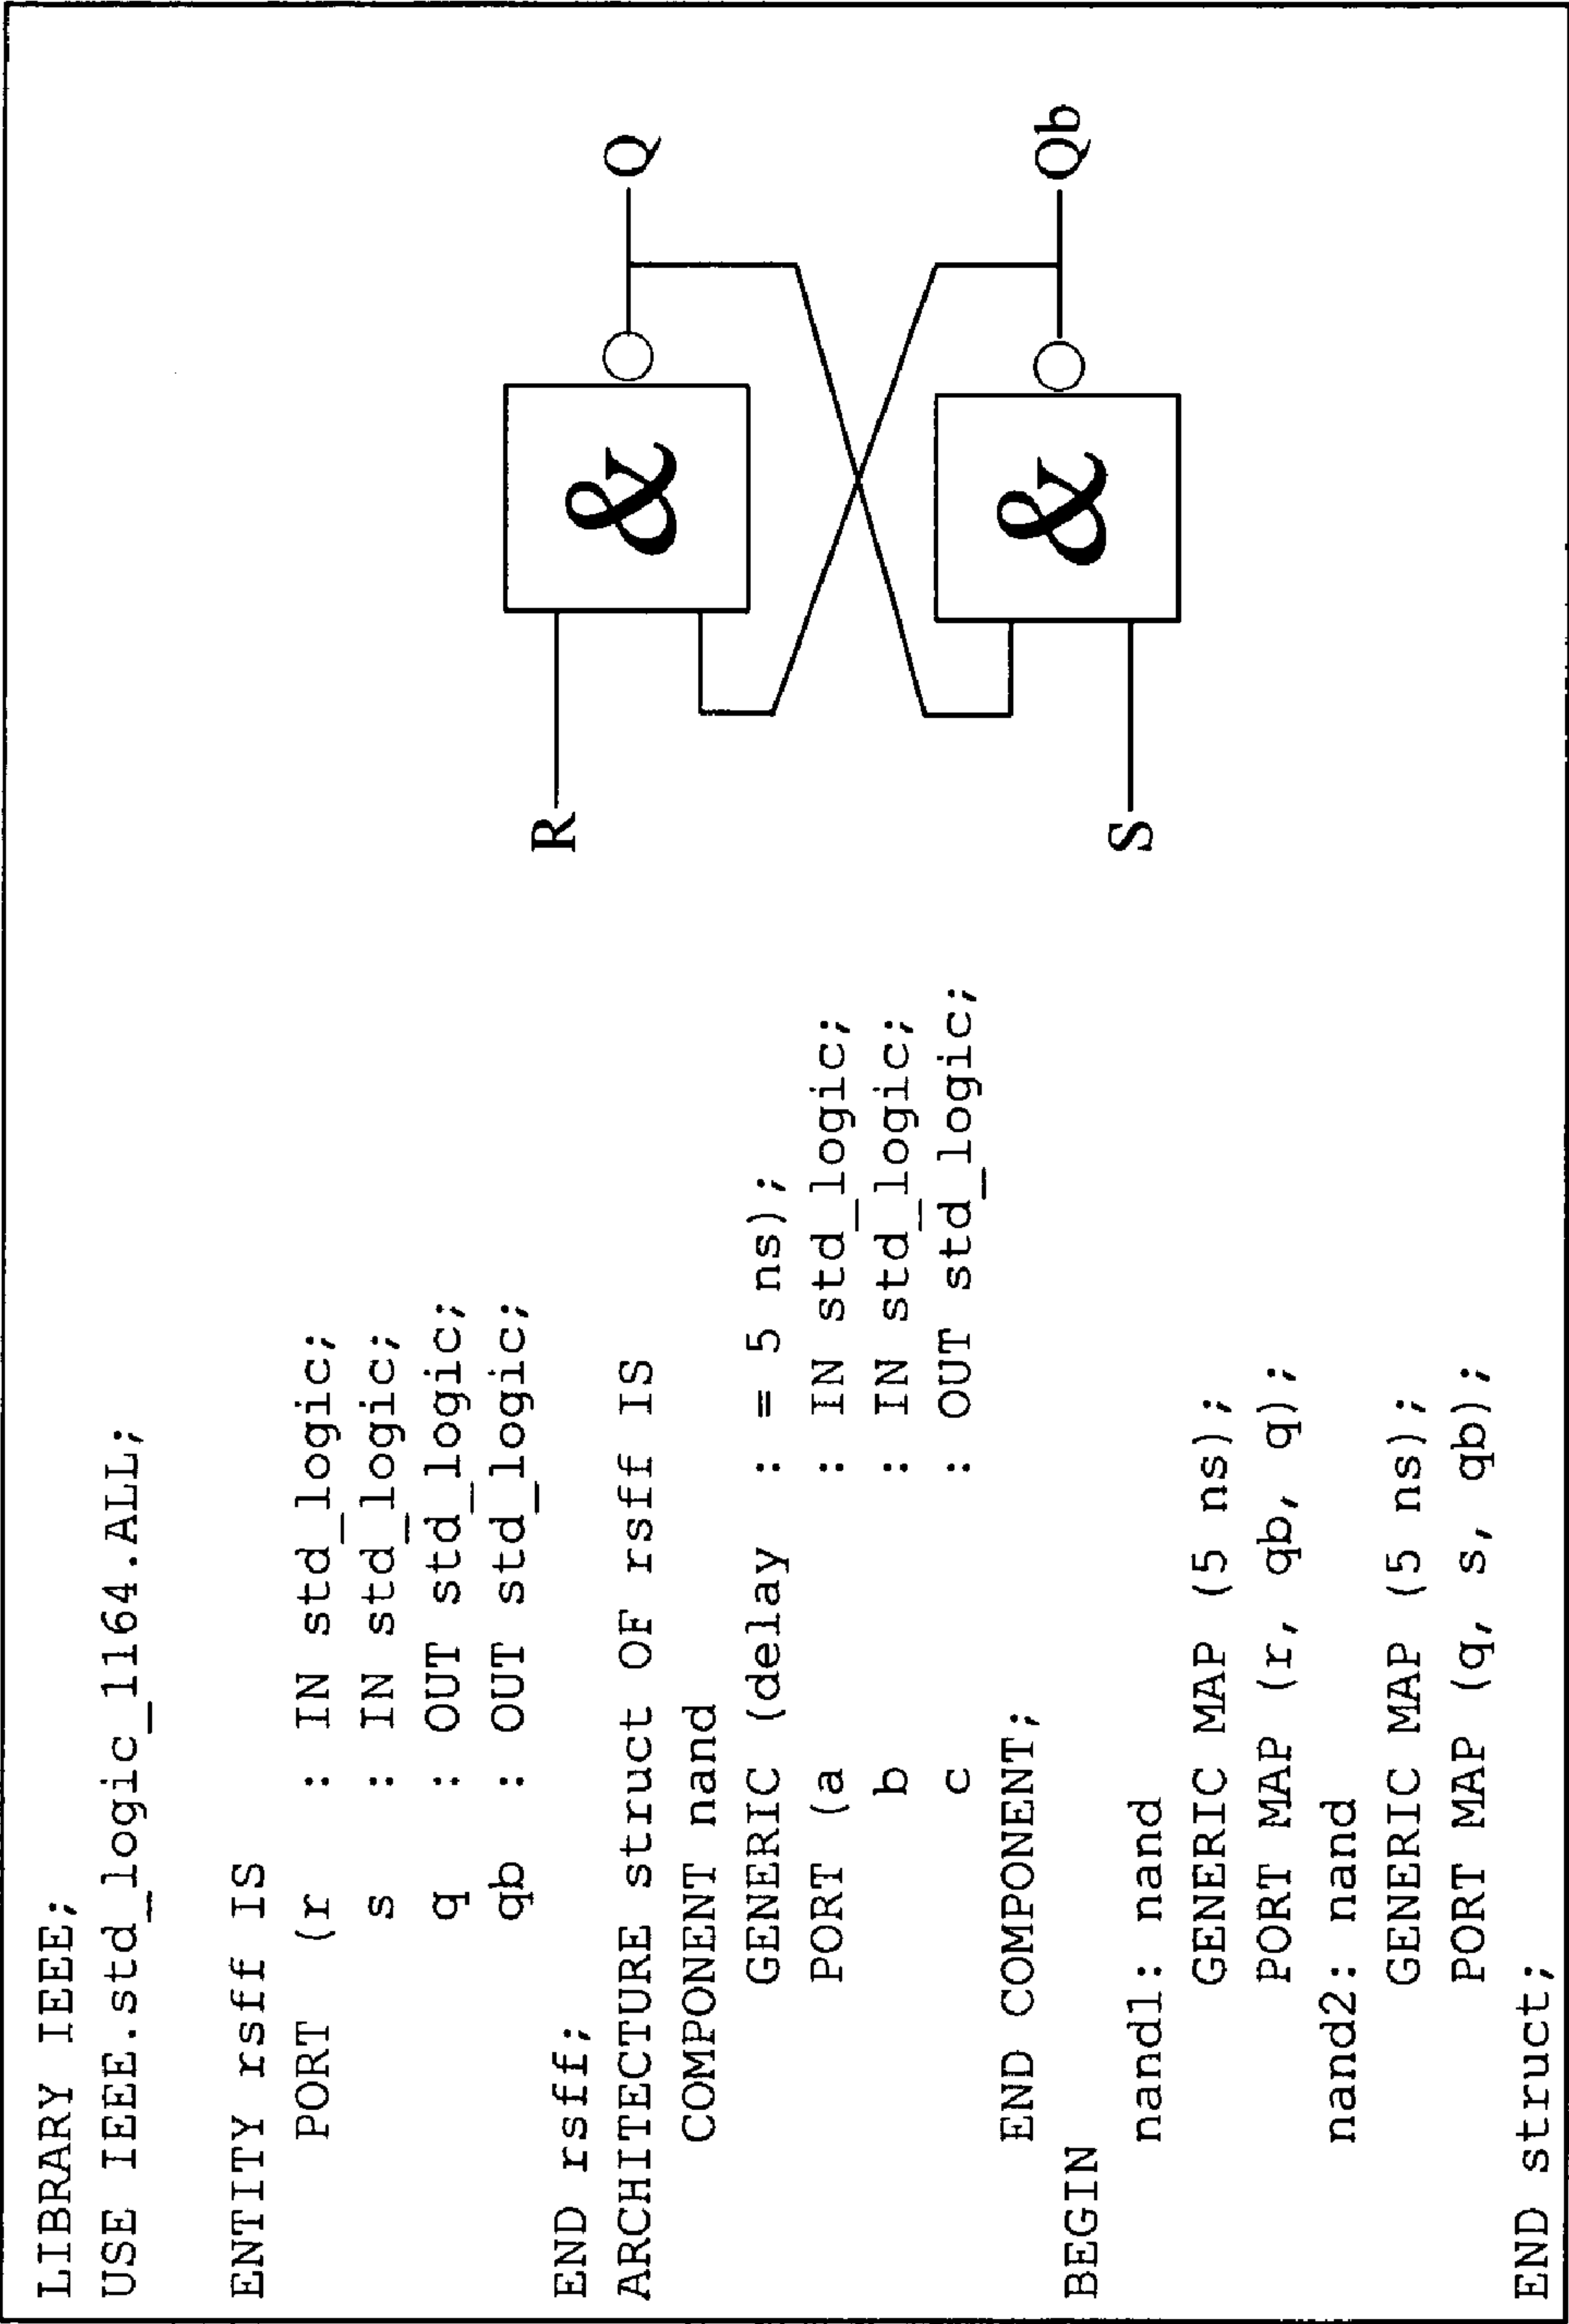 LIBRARY IEEE;
USE IEEE.std_logic_1164.ALL;
ENTITY rsff IS
PORT (r : IN std_logic;
s : IN std_logic;
q : OUT std_logic;
qb : OUT std_logic;
END rsff;
ARCHITECTURE struct OF rsff IS
COMPONENT nand
GENERIC (delay : = 5 ns);
PORT (a : IN std_logic;
b : IN std_logic;
c : OUT std_logic;
END COMPONENT;
BEGIN
nand1: nand
GENERIC MAP (5 ns);
PORT MAP (r, qb, q);
nand2: nand
GENERIC MAP (5 ns);
PORT MAP (q, s, qb);
END struct;
R
&
Q
S
&
Qb